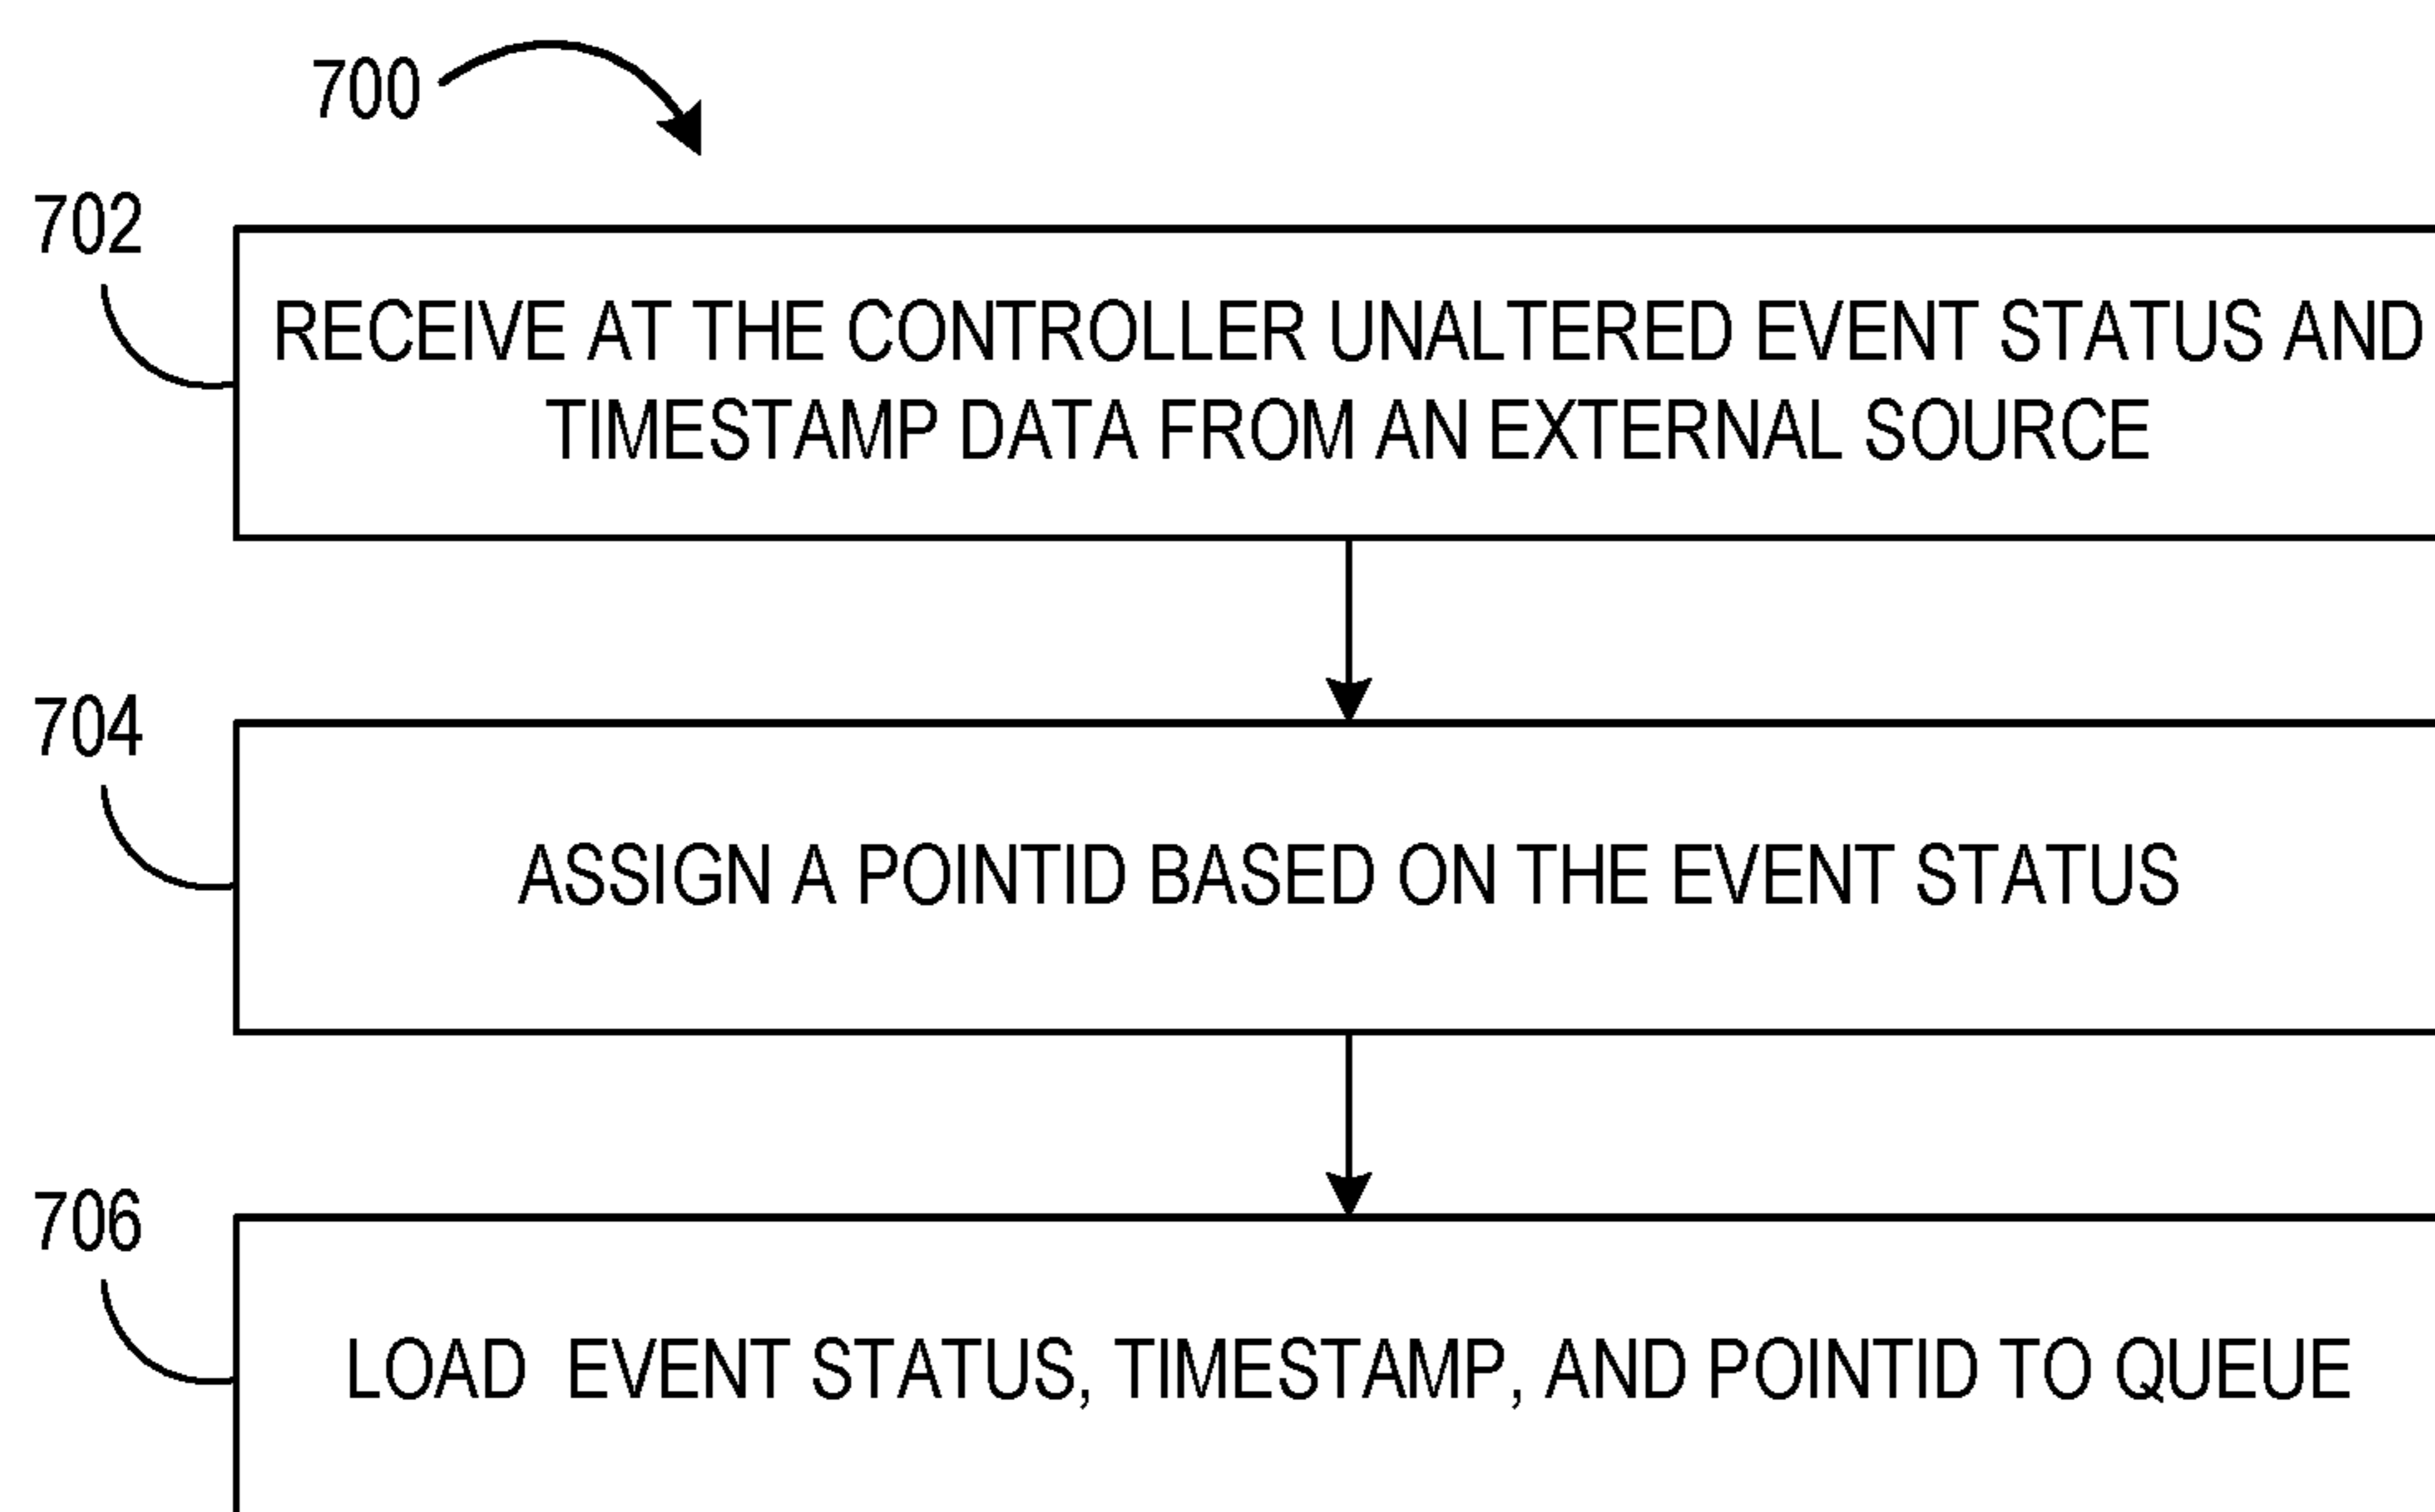 700
702
RECEIVE AT THE CONTROLLER UNALTERED EVENT STATUS AND
TIMESTAMP DATA FROM AN EXTERNAL SOURCE
704
ASSIGN A POINTID BASED ON THE EVENT STATUS
706
LOAD EVENT STATUS, TIMESTAMP, AND POINTID TO QUEUE